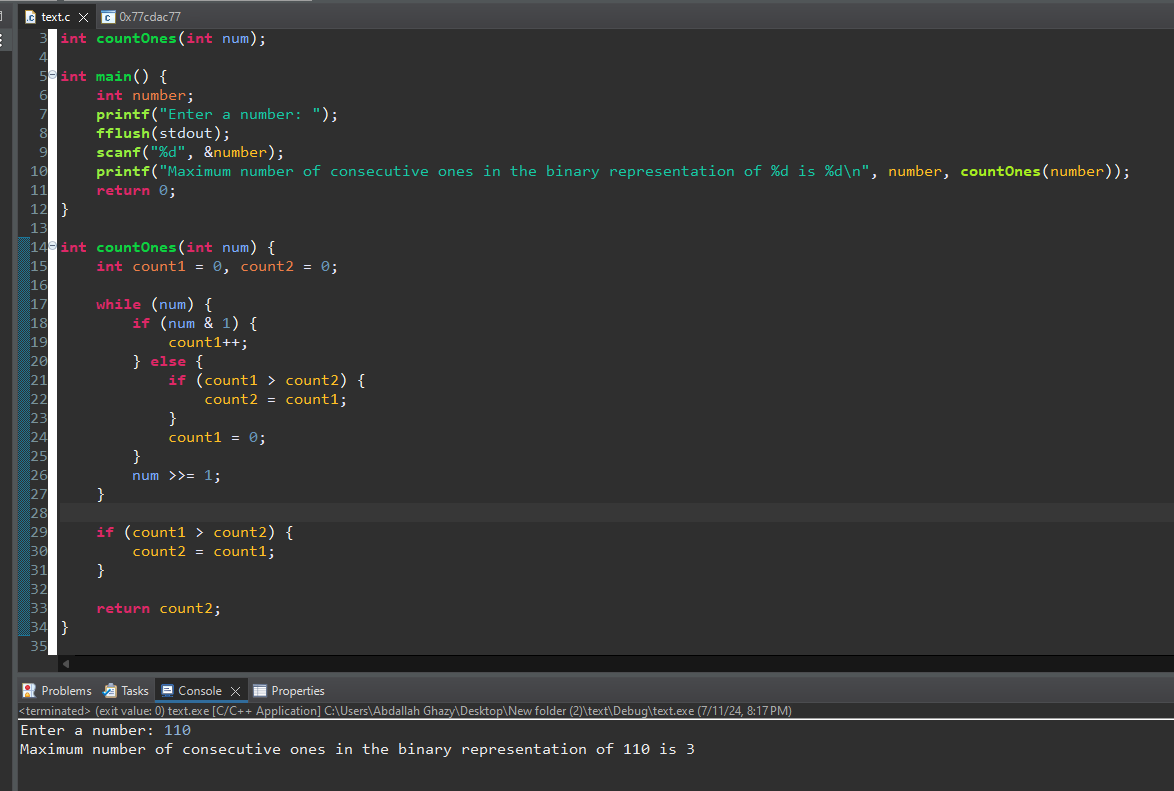 text.c 0x77cdac77
3 int countOnes(int num);
4
5 int main() {
6     int number;
7     printf("Enter a number: ");
8     fflush(stdout);
9     scanf("%d", &number);
10     printf("Maximum number of consecutive ones in the binary representation of %d is %d\n", number, countOnes(number));
11     return 0;
12 }
13
14 int countOnes(int num) {
15     int count1 = 0, count2 = 0;
16
17     while (num) {
18         if (num & 1) {
19             count1++;
20         } else {
21             if (count1 > count2) {
22                 count2 = count1;
23             }
24             count1 = 0;
25         }
26         num >>= 1;
27     }
28
29     if (count1 > count2) {
30         count2 = count1;
31     }
32
33     return count2;
34 }
35
Problems Tasks Console Properties
<terminated> (exit value: 0) text.exe [C/C++ Application] C:\Users\Abdallah Ghazy\Desktop\New folder (2)\text\Debug\text.exe (7/11/24, 8:17 PM)
Enter a number: 110
Maximum number of consecutive ones in the binary representation of 110 is 3